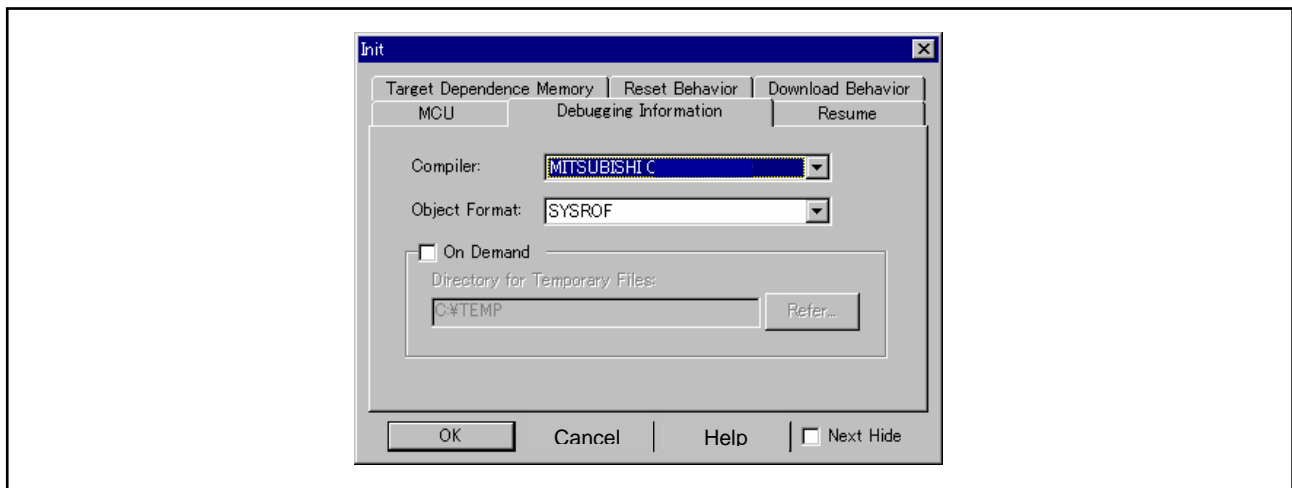 Init
Target Dependence Memory Reset Behavior Download Behavior
MCU Debugging Information Resume
Compiler: MITSUBISHI C
Object Format: SYSROF
On Demand
Directory for Temporary Files:
C:¥TEMP Refer...
OK Cancel Help Next Hide